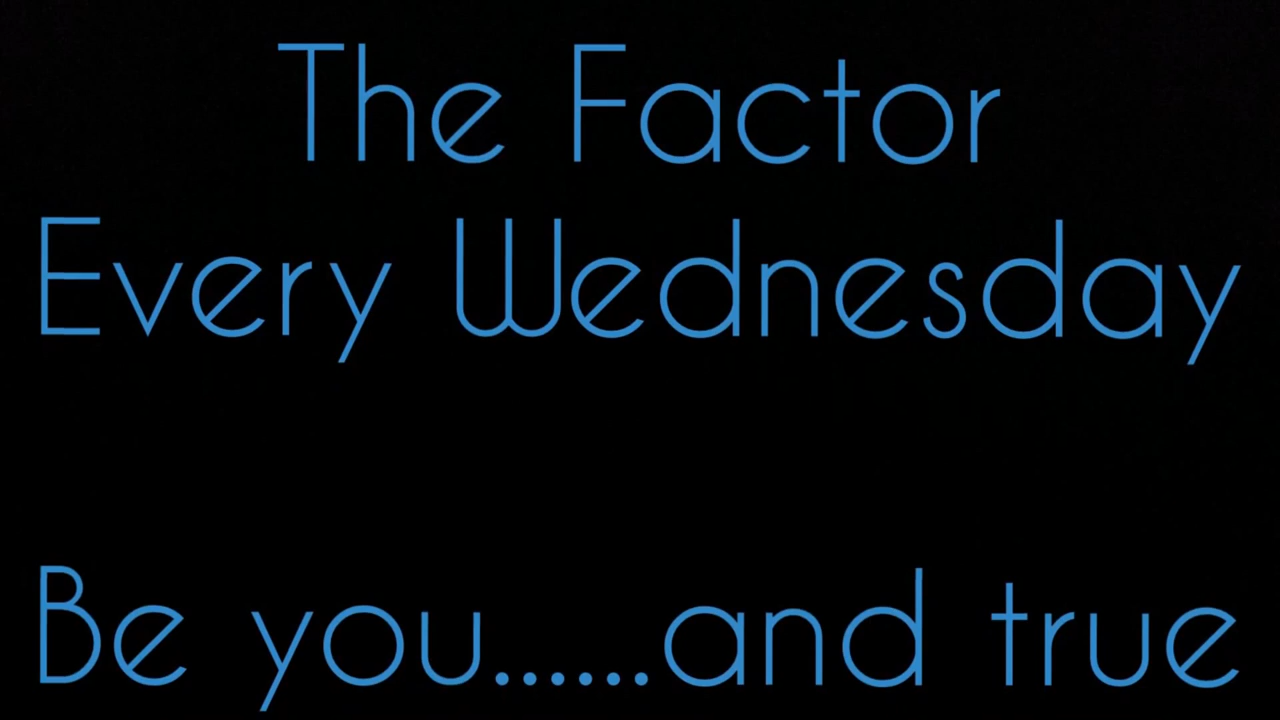 The Factor
Every Wednesday
Be you......and true